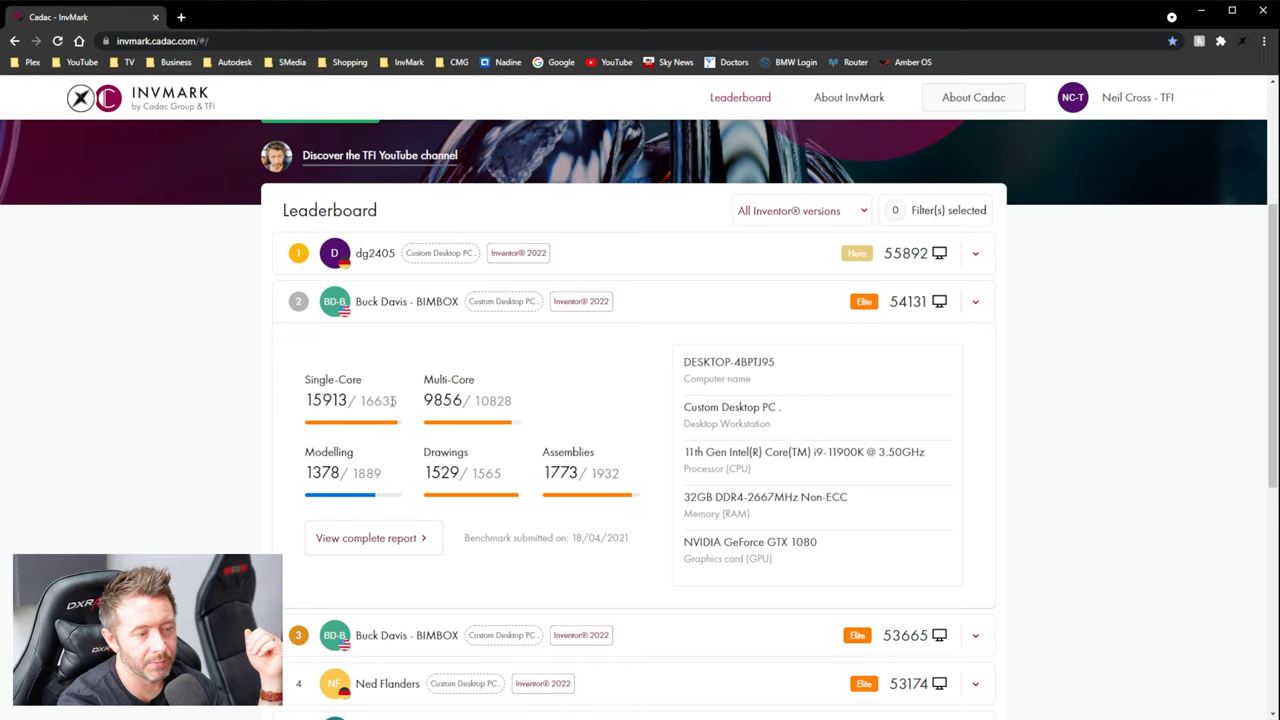 Cadac - InvMark
invmark.cadac.com/#/
Plex YouTube TV Business Autodesk SMedia Shopping InvMark CMG Nadine Google YouTube Sky News Doctors BMW Login Router Amber OS
INVMARK
by Cadac Group & TFI
Leaderboard About InvMark About Cadac NC-T Neil Cross - TFI
Discover the TFI YouTube channel
Leaderboard All Inventor® versions 0 Filter(s) selected
1 D dg2405 Custom Desktop PC . Inventor® 2022 Hero 55892
2 BD-B Buck Davis - BIMBOX Custom Desktop PC . Inventor® 2022 Elite 54131
Single-Core Multi-Core
15913/ 16635 9856/ 10828
Modelling Drawings Assemblies
1378/ 1889 1529/ 1565 1773/ 1932
View complete report Benchmark submitted on: 18/04/2021
DESKTOP-4BPTJ95
Computer name
Custom Desktop PC .
Desktop Workstation
11th Gen Intel(R) Core(TM) i9-11900K @ 3.50GHz
Processor (CPU)
32GB DDR4-2667MHz Non-ECC
Memory (RAM)
NVIDIA GeForce GTX 1080
Graphics card (GPU)
3 BD-B Buck Davis - BIMBOX Custom Desktop PC . Inventor® 2022 Elite 53665
4 NF Ned Flanders Custom Desktop PC . Inventor® 2022 Elite 53174